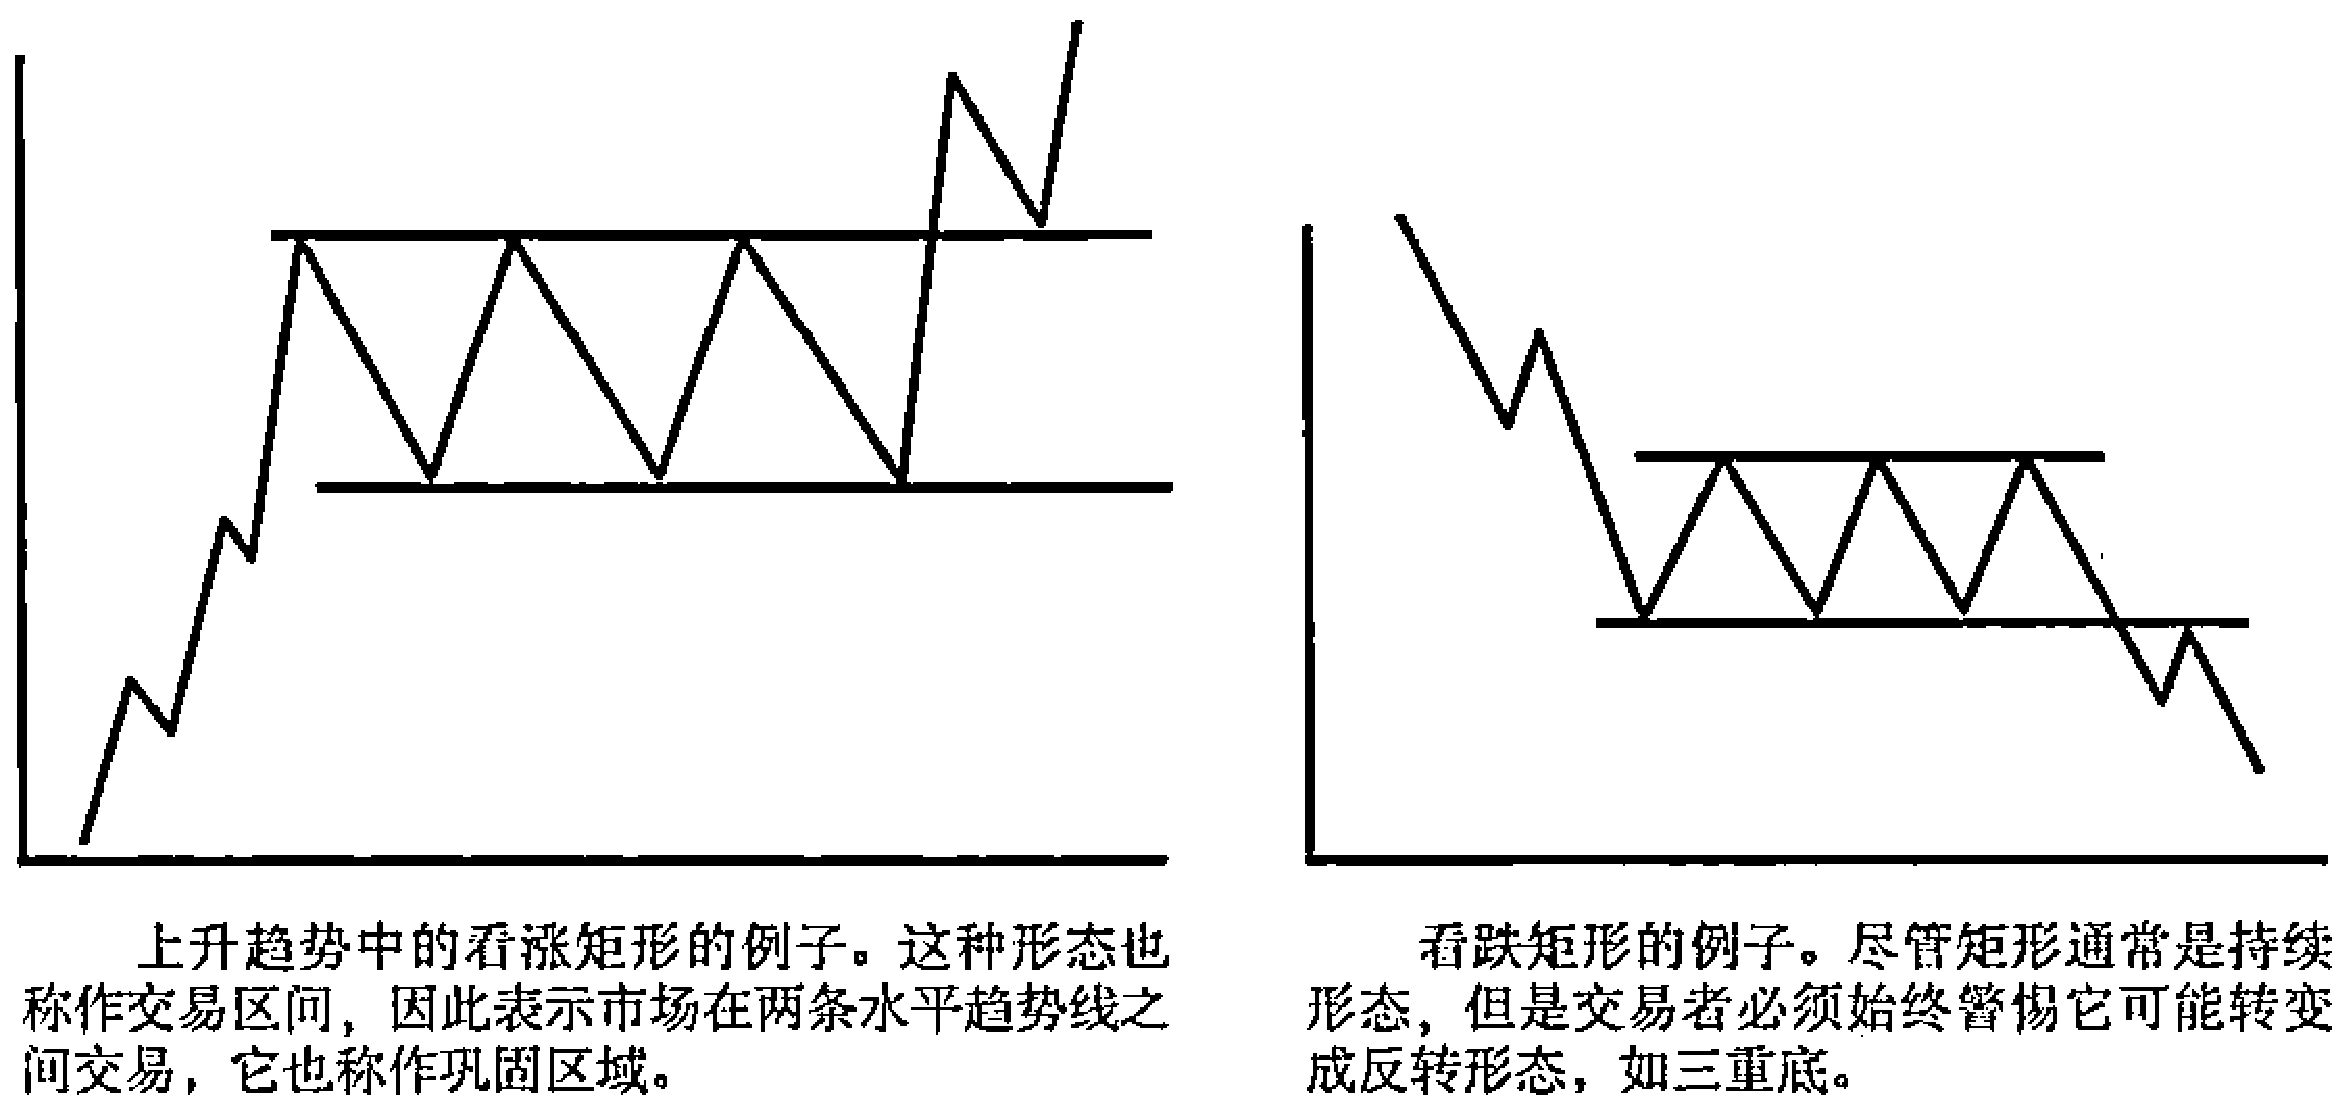 上升趋势中的看涨矩形的例子。这种形态也
称作交易区间，因此表示市场在两条水平趋势线之
间交易，它也称作巩固区域。
看跌矩形的例子。尽管矩形通常是持续
形态，但是交易者必须始终警惕它可能转变
成反转形态，如三重底。